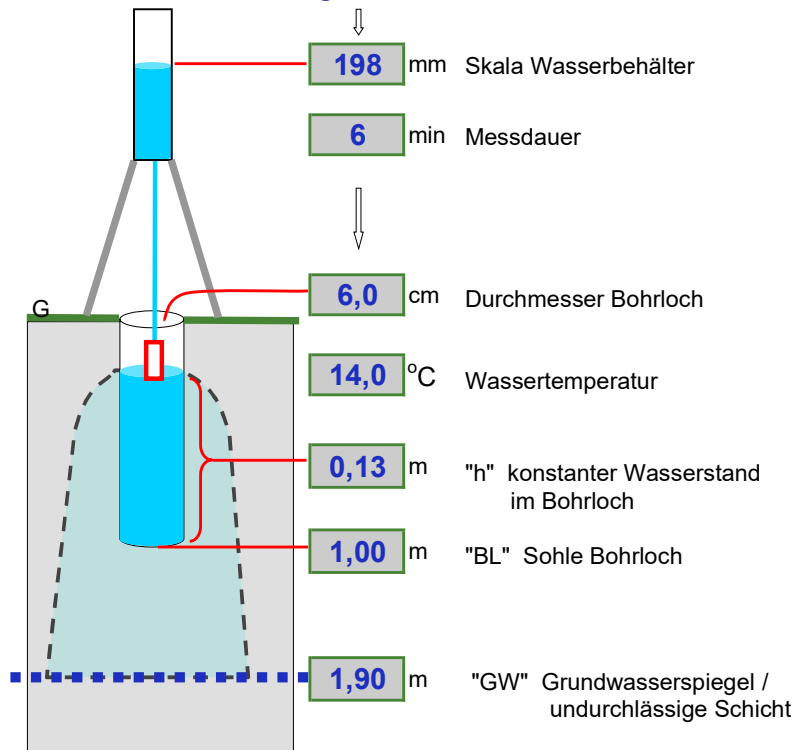 198 mm Skala Wasserbehälter
6 min Messdauer
6,0 cm Durchmesser Bohrloch
G
14,0 °C Wassertemperatur
0,13 m "h" konstanter Wasserstand
im Bohrloch
1,00 m "BL" Sohle Bohrloch
1,90 m "GW" Grundwasserspiegel /
undurchlässige Schicht